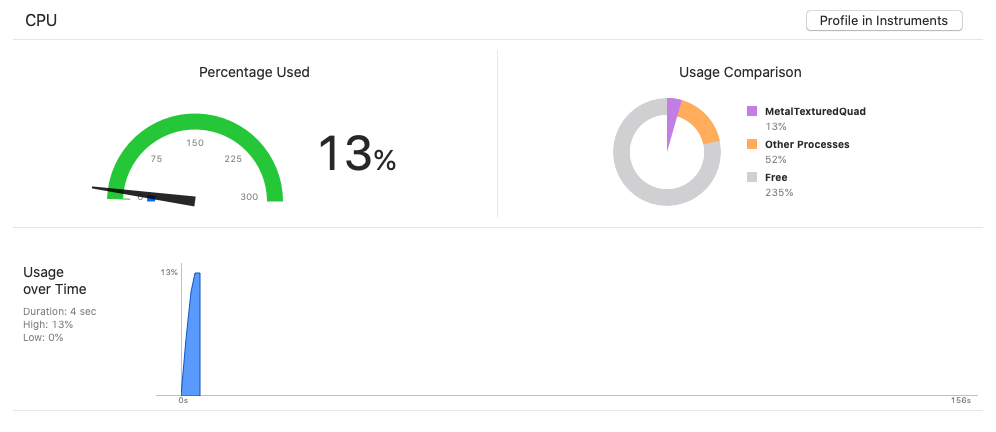 CPU
Profile in Instruments
Percentage Used
150
75
225
0
300
13%
Usage Comparison
MetalTexturedQuad
13%
Other Processes
52%
Free
235%
Usage
over Time
Duration: 4 sec
High: 13%
Low: 0%
13%
0s
156s